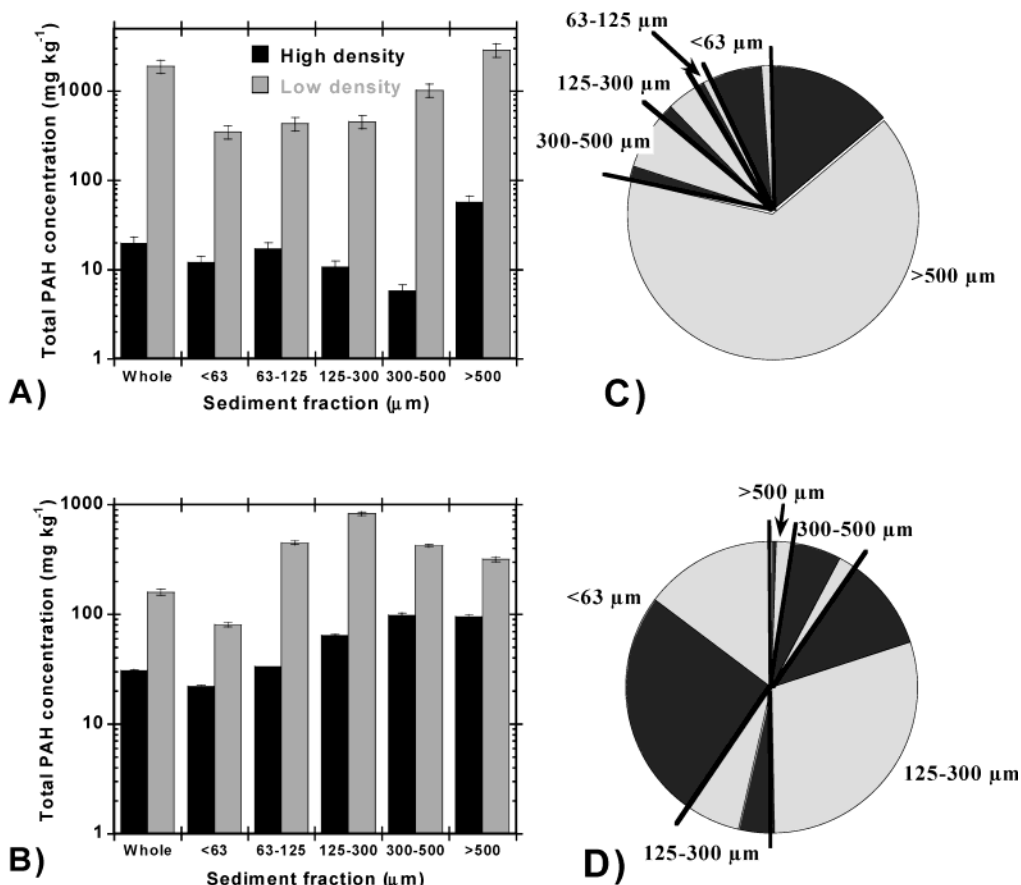 Total PAH concentration (mg kg⁻¹)
1000
100
10
1
High density
Low density
Whole <63 63-125 125-300 300-500 >500
Sediment fraction (μm)
A)
63-125 μm
<63 μm
125-300 μm
300-500 μm
>500 μm
C)
Total PAH concentration (mg kg⁻¹)
1000
100
10
1
Whole <63 63-125 125-300 300-500 >500
Sediment fraction (μm)
B)
>500 μm
300-500 μm
<63 μm
125-300 μm
125-300 μm
D)